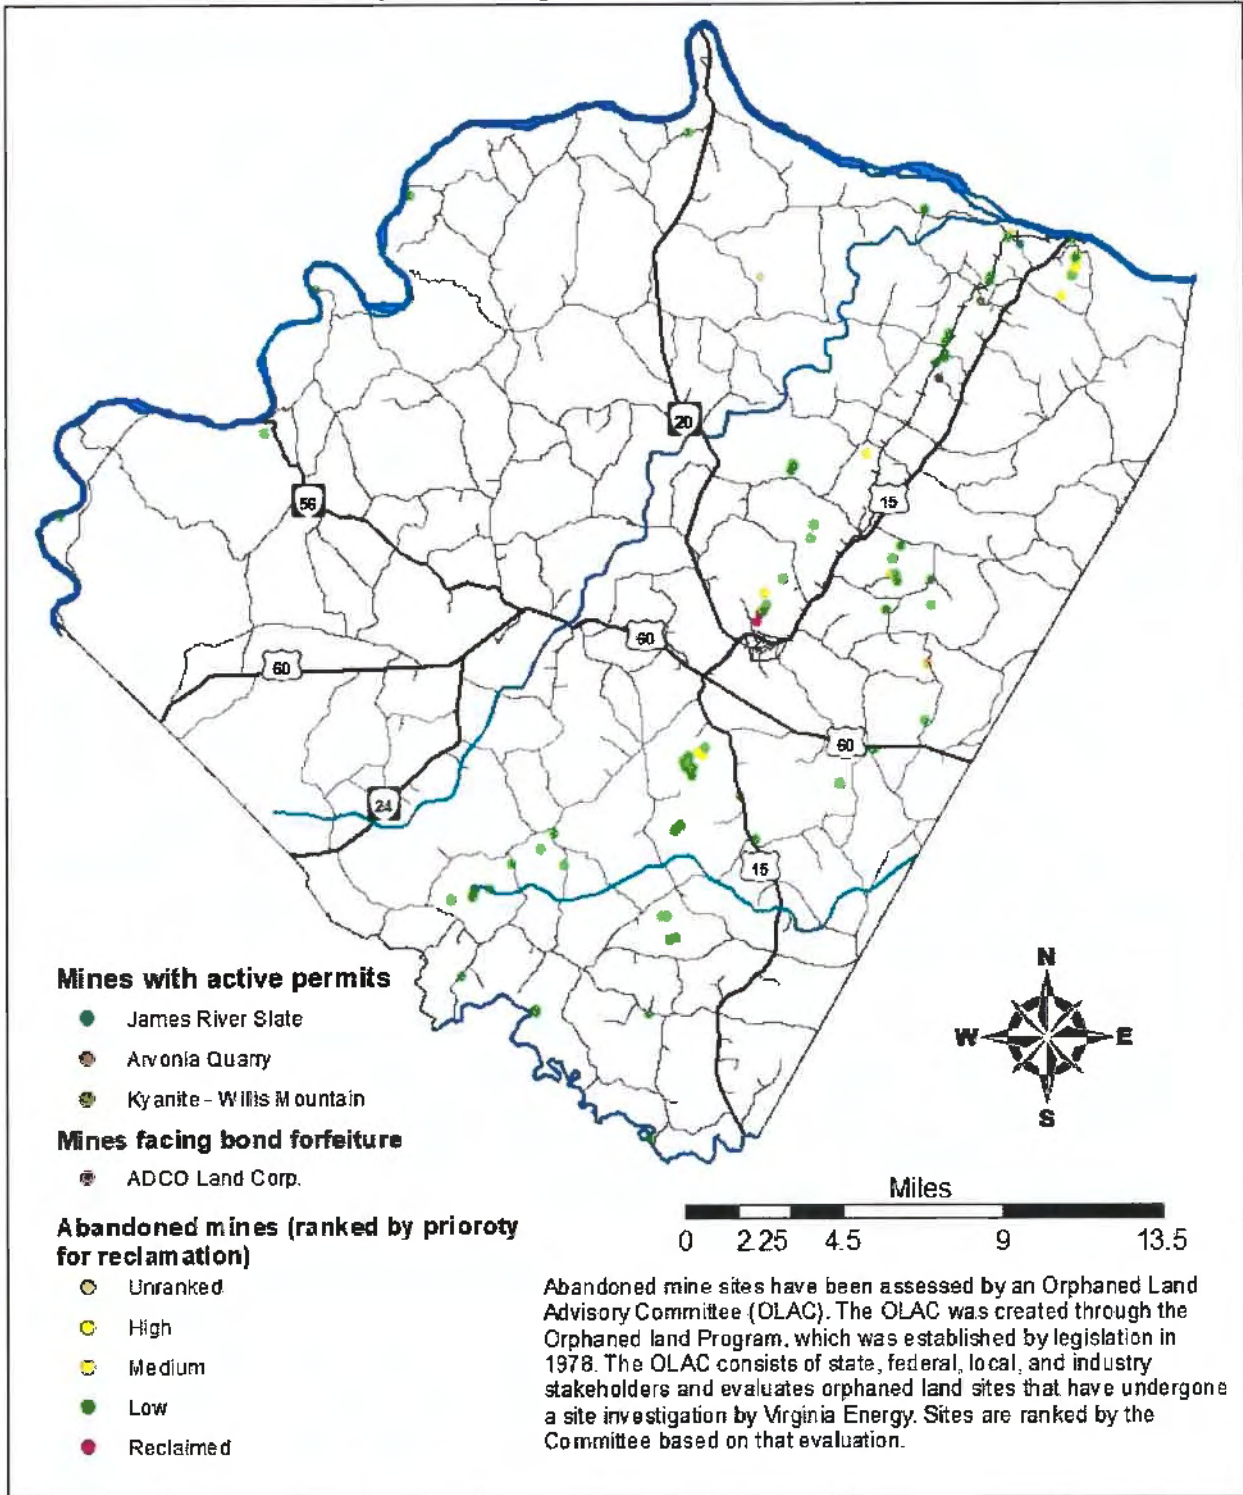 20
56
15
60
60
60
24
15
Mines with active permits
James River Slate
Arvonia Quarry
Kyanite - Willis Mountain
Mines facing bond forfeiture
ADCO Land Corp.
Abandoned mines (ranked by prioroty
for reclamation)
Unranked
High
Medium
Low
Reclaimed
N
W E
S
Miles
0 2.25 4.5 9 13.5
Abandoned mine sites have been assessed by an Orphaned Land
Advisory Committee (OLAC). The OLAC was created through the
Orphaned land Program, which was established by legislation in
1978. The OLAC consists of state, federal, local, and industry
stakeholders and evaluates orphaned land sites that have undergone
a site investigation by Virginia Energy. Sites are ranked by the
Committee based on that evaluation.